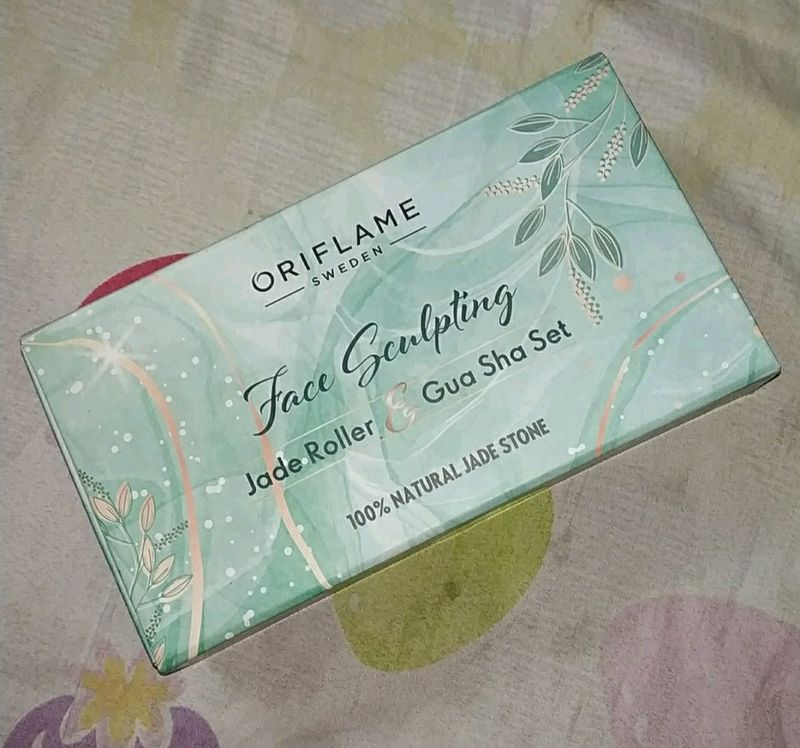 ORIFLAME
SWEDEN
Face Sculpting
Jade Roller & Gua Sha Set
100% NATURAL JADE STONE